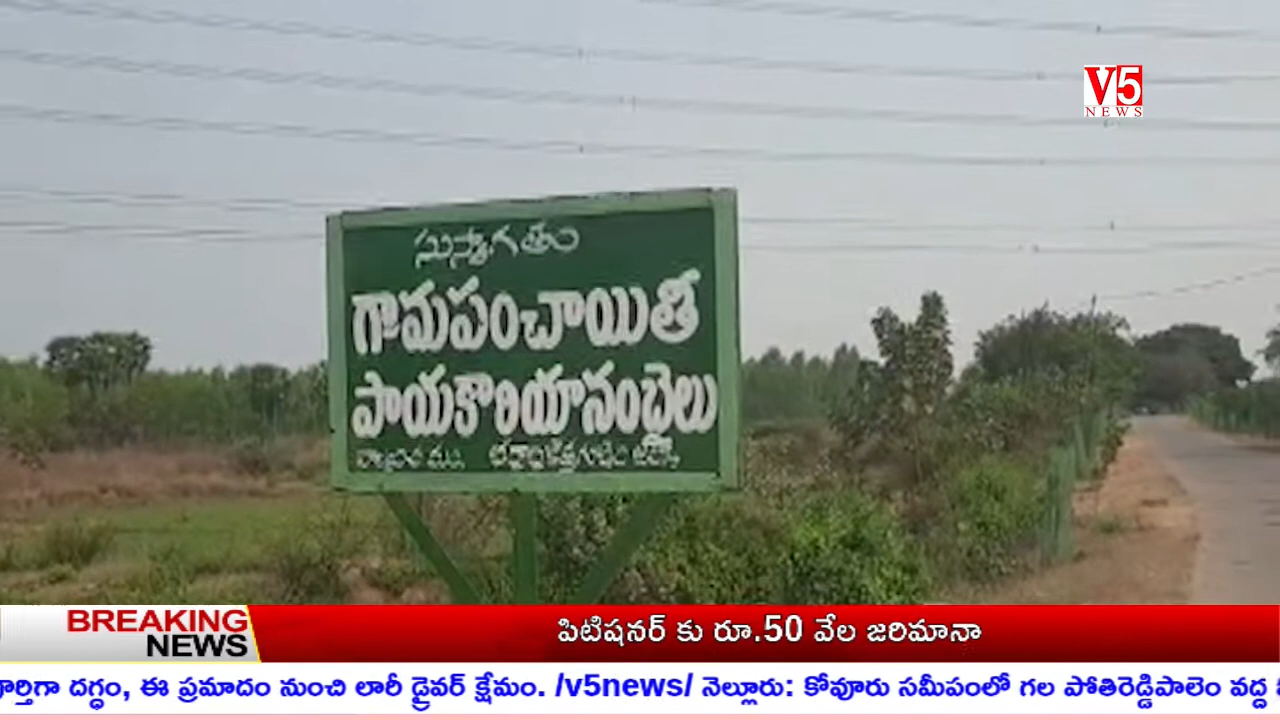 V5
NEWS
సుస్వాగతం
గ్రామపంచాయితీ
పాయకారియానంబైలు
BREAKING
NEWS
పిటిషనర్ కు రూ.50 వేల జరిమానా
దగ్ధం, ఈ ప్రమాదం నుంచి లారీ డ్రైవర్ క్షేమం. /v5news/ నెల్లూరు: కోవూరు సమీపంలో గల పోతిరెడ్డిపాలెం వద్ద